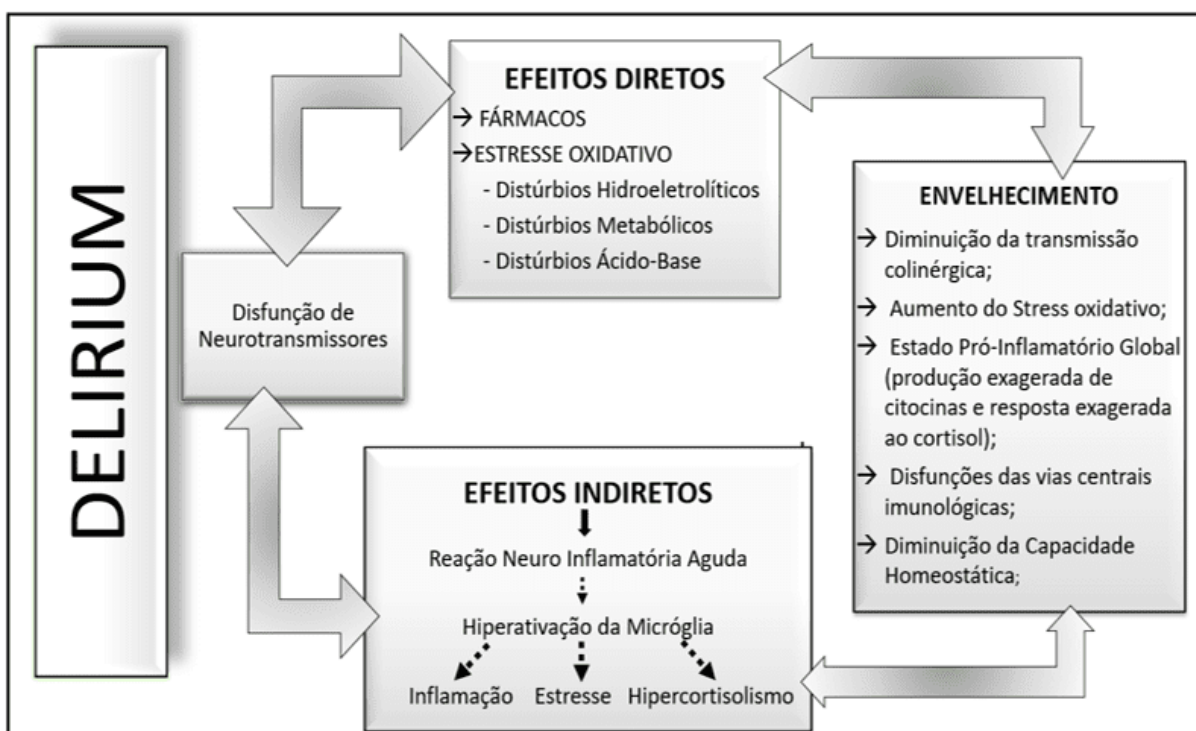 DELIRIUM
EFEITOS DIRETOS
→ FÁRMACOS
→ESTRESSE OXIDATIVO
- Distúrbios Hidroeletrolíticos
- Distúrbios Metabólicos
- Distúrbios Ácido-Base
Disfunção de
Neurotransmissores
ENVELHECIMENTO
→ Diminuição da transmissão
colinérgica;
→ Aumento do Stress oxidativo;
→ Estado Pró-Inflamatório Global
(produção exagerada de
citocinas e resposta exagerada
ao cortisol);
→ Disfunções das vias centrais
imunológicas;
→ Diminuição da Capacidade
Homeostática;
EFEITOS INDIRETOS
Reação Neuro Inflamatória Aguda
Hiperativação da Micróglia
Inflamação Estresse Hipercortisolismo